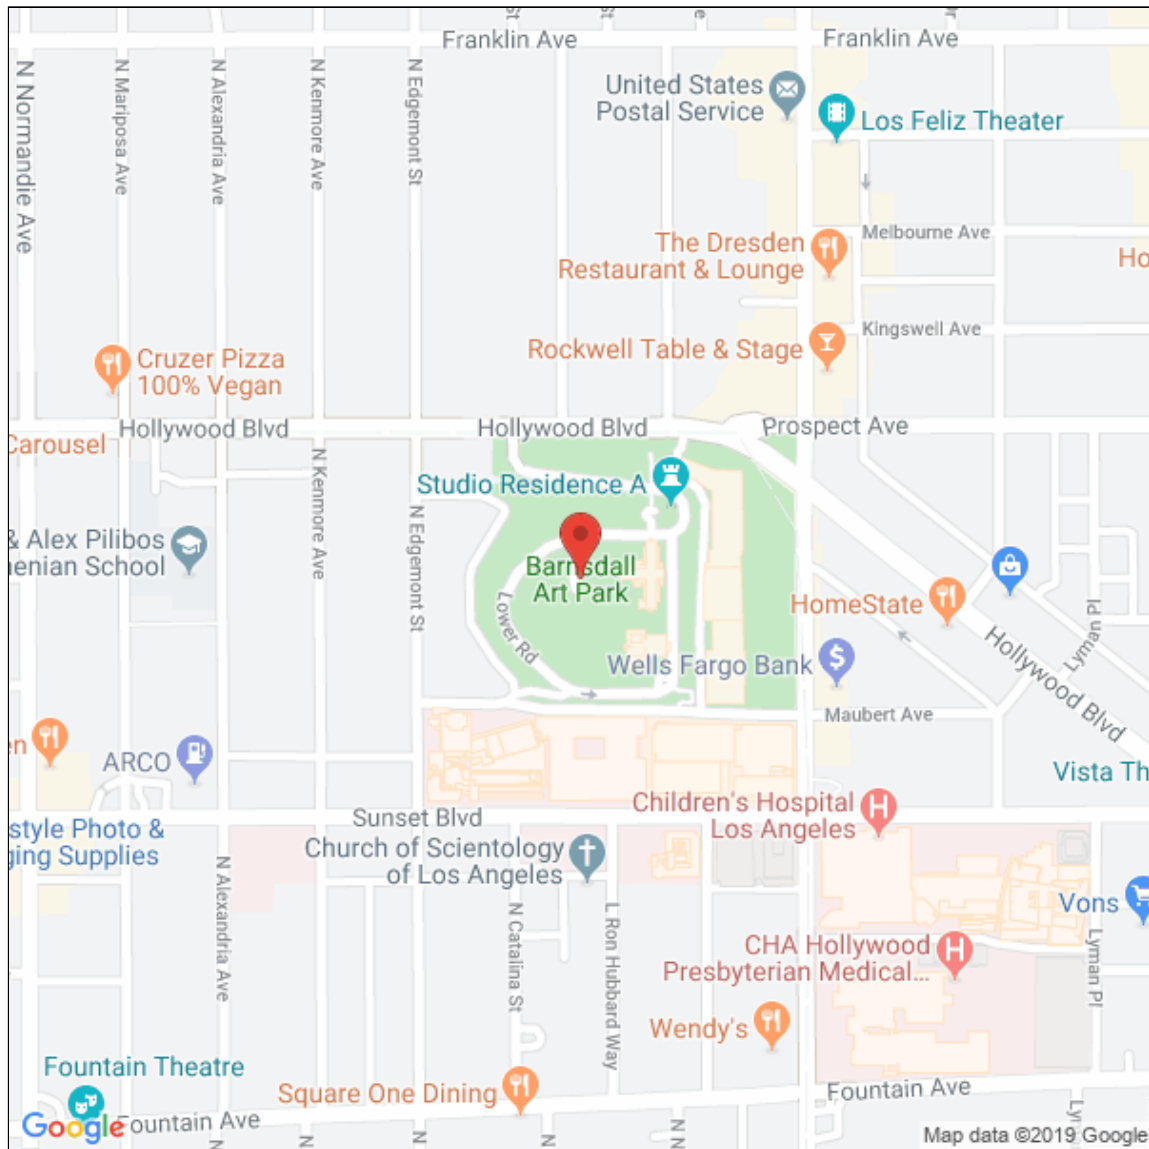 St
St
e
Dr
Franklin Ave
Franklin Ave
United States
Postal Service
Los Feliz Theater
N Normandie Ave
N Mariposa Ave
N Alexandria Ave
N Kenmore Ave
N Edgemont St
Melbourne Ave
The Dresden
Restaurant & Lounge
Ho
Kingswell Ave
Rockwell Table & Stage
Cruzer Pizza
100% Vegan
Hollywood Blvd
Hollywood Blvd
Prospect Ave
Carousel
N Kenmore Ave
Studio Residence A
N Edgemont St
& Alex Pilibos
menian School
Barnsdall
Art Park
Lower Rd
HomeState
Lyman Pl
Hollywood Blvd
Wells Fargo Bank
$
Maubert Ave
en
ARCO
Vista Th
Children's Hospital
Los Angeles
H
Sunset Blvd
style Photo &
ging Supplies
Church of Scientology
of Los Angeles
N Alexandria Ave
N Catalina St
L Ron Hubbard Way
Vons
Lyman Pl
CHA Hollywood
Presbyterian Medical...
H
Wendy's
Fountain Theatre
Square One Dining
Fountain Ave
Google
Fountain Ave
N
N
N
N
N
N N
Ly
Map data ©2019 Google